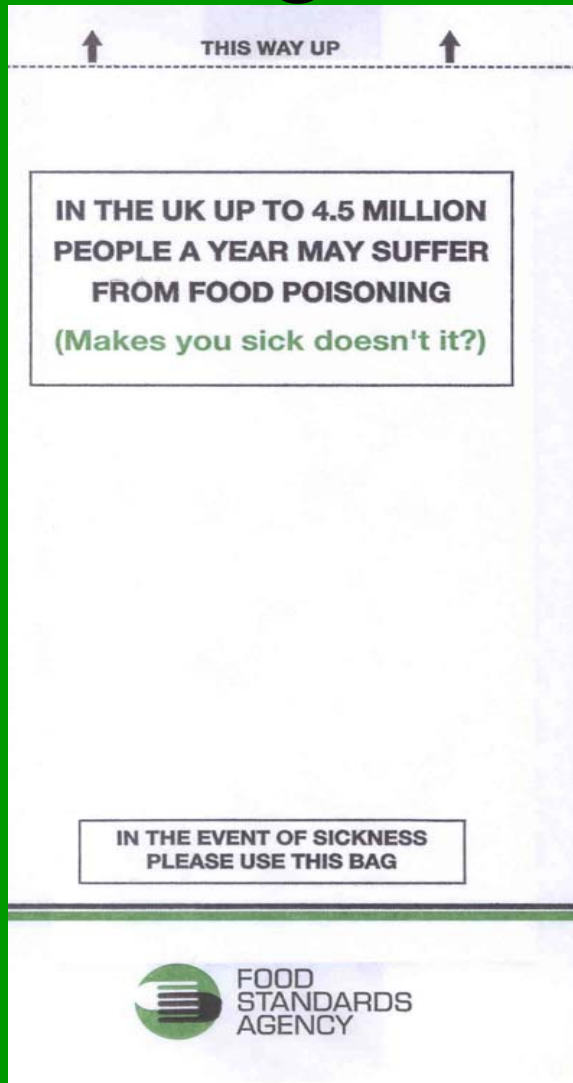 THIS WAY UP
IN THE UK UP TO 4.5 MILLION
PEOPLE A YEAR MAY SUFFER
FROM FOOD POISONING
(Makes you sick doesn't it?)
IN THE EVENT OF SICKNESS
PLEASE USE THIS BAG
FOOD
STANDARDS
AGENCY